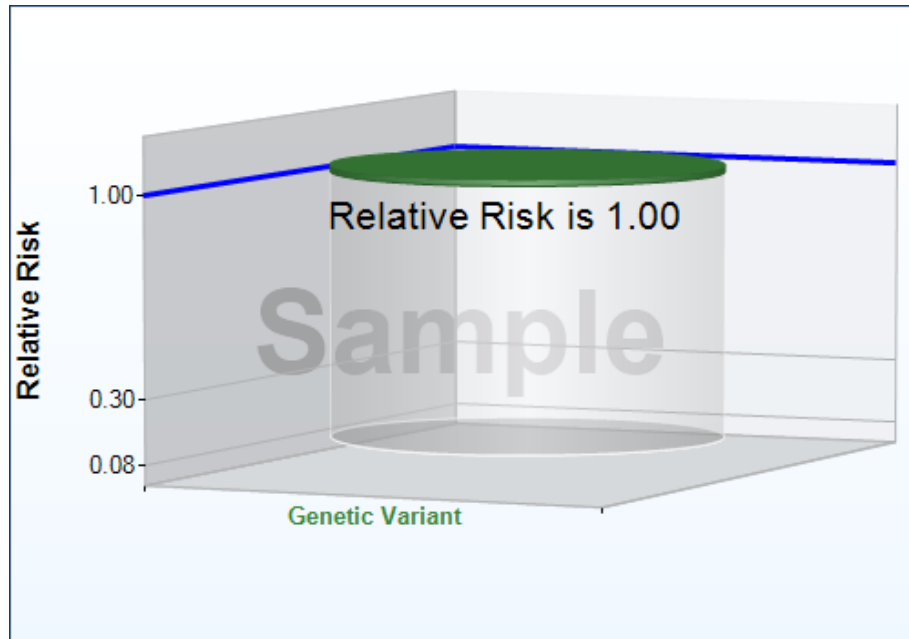 1.00
Relative Risk is 1.00
Relative Risk
Sample
0.30
0.08
Genetic Variant